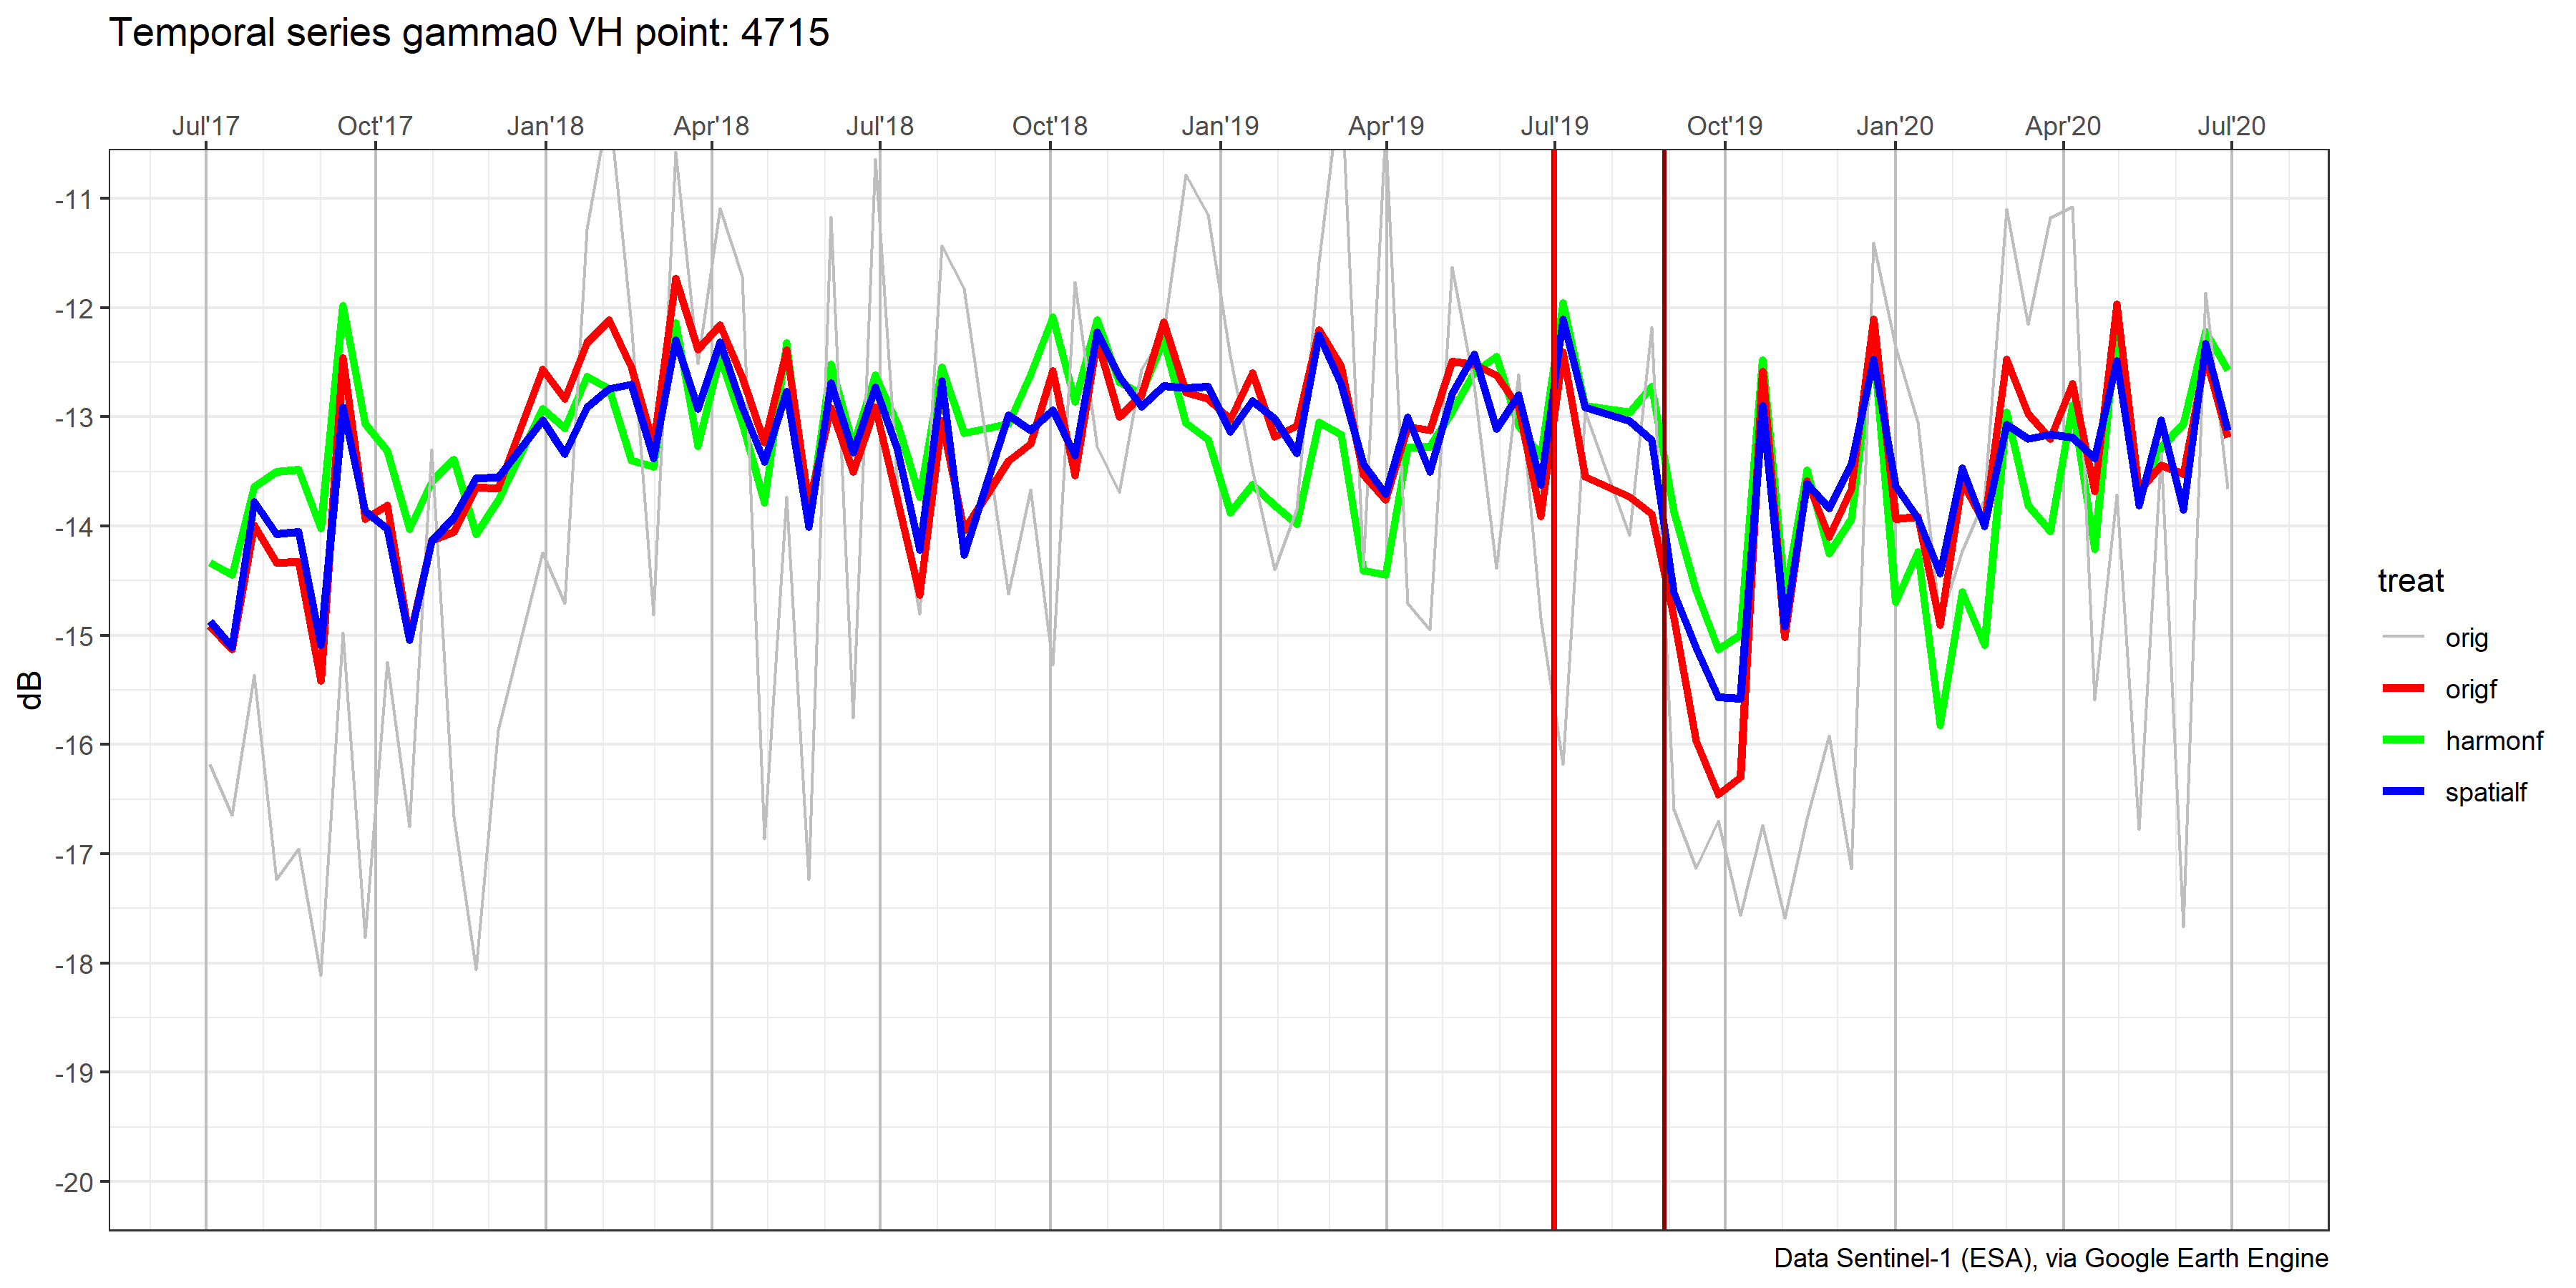 Temporal series gamma0 VH point: 4715
Jul'17 Oct'17 Jan'18 Apr'18 Jul'18 Oct'18 Jan'19 Apr'19 Jul'19 Oct'19 Jan'20 Apr'20 Jul'20
-11
-12
-13
-14
-15
-16
-17
-18
-19
-20
dB
treat
orig
origf
harmonf
spatialf
Data Sentinel-1 (ESA), via Google Earth Engine